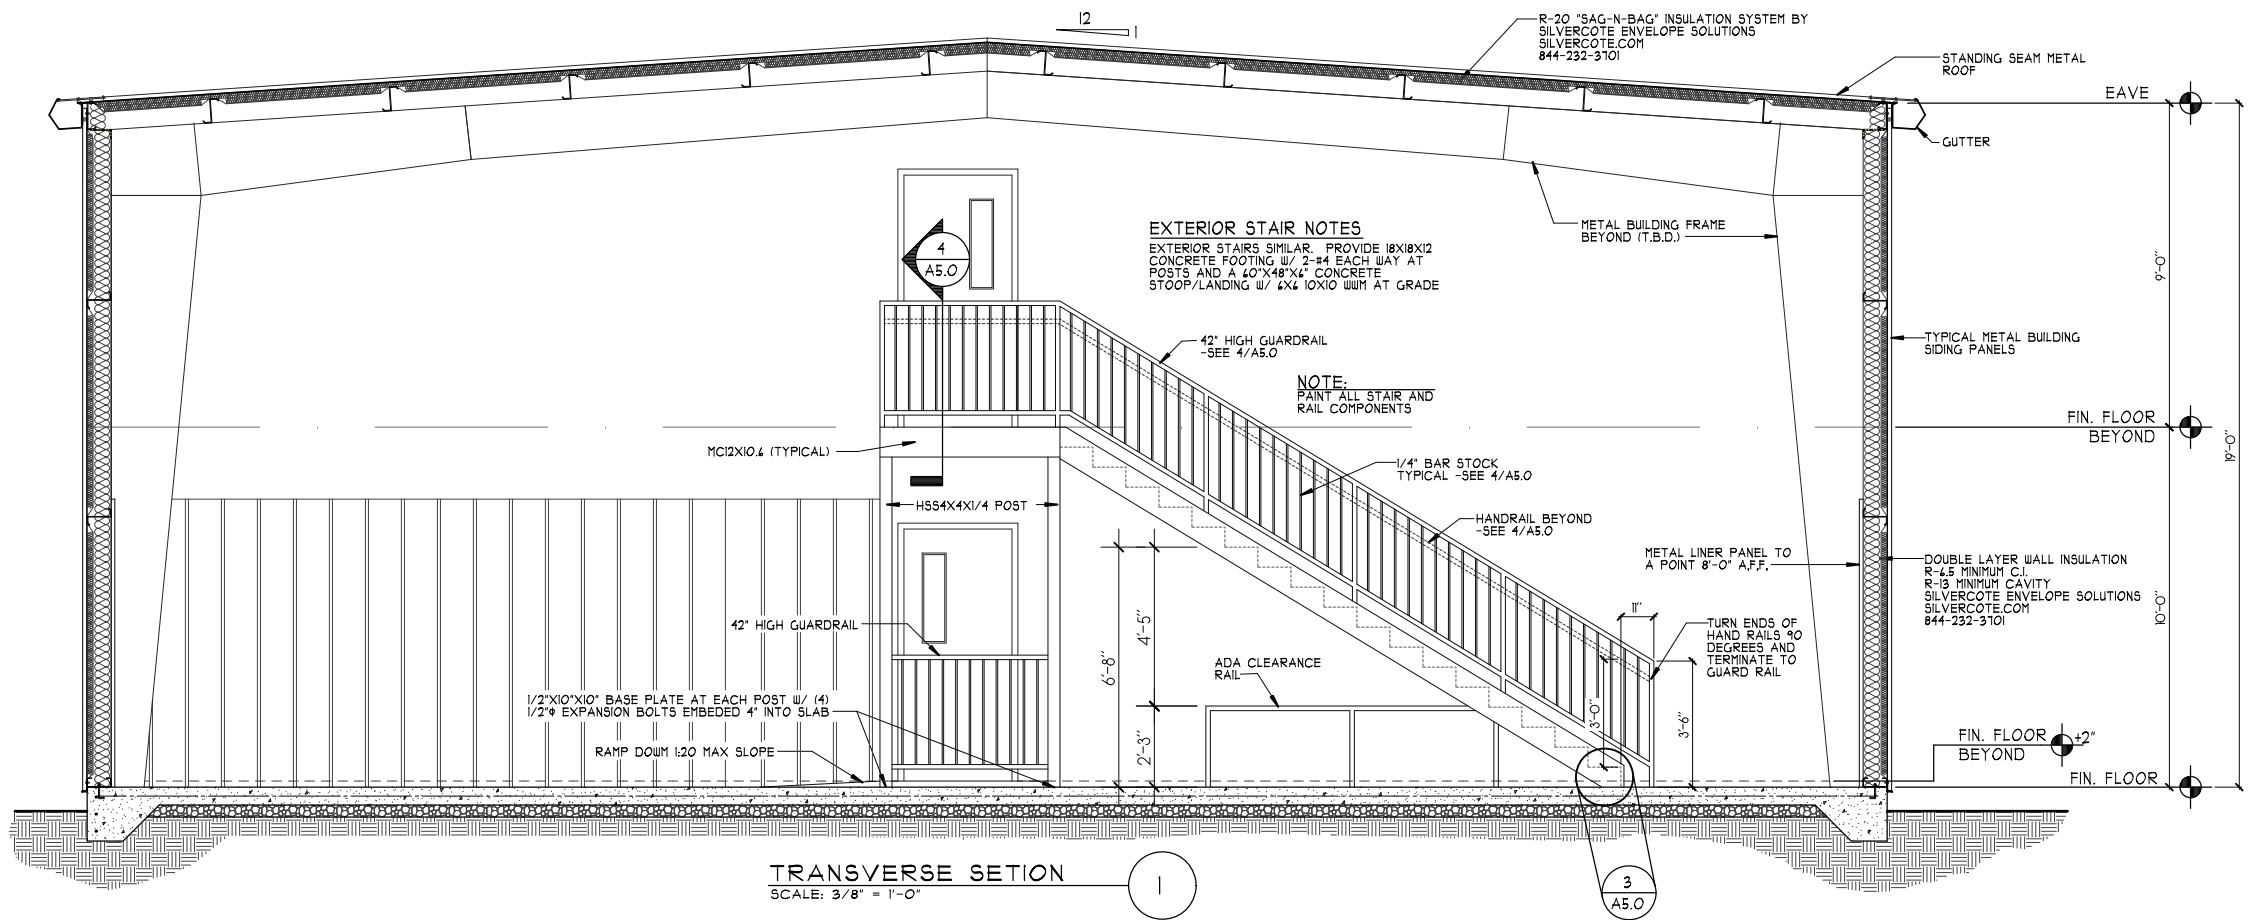 12
1
R-20 "SAG-N-BAG" INSULATION SYSTEM BY
SILVERCOTE ENVELOPE SOLUTIONS
SILVERCOTE.COM
844-232-3701
STANDING SEAM METAL
ROOF
EAVE
GUTTER
METAL BUILDING FRAME
BEYOND (T.B.D.)
EXTERIOR STAIR NOTES
EXTERIOR STAIRS SIMILAR. PROVIDE 18X18X12
CONCRETE FOOTING W/ 2-#4 EACH WAY AT
POSTS AND A 60"X48"X6" CONCRETE
STOOP/LANDING W/ 6X6 10X10 WWM AT GRADE
4
A5.0
9'-0"
19'-0"
TYPICAL METAL BUILDING
SIDING PANELS
42" HIGH GUARDRAIL
-SEE 4/A5.0
NOTE:
PAINT ALL STAIR AND
RAIL COMPONENTS
FIN. FLOOR
BEYOND
MC12X10.6 (TYPICAL)
1/4" BAR STOCK
TYPICAL -SEE 4/A5.0
HSS4X4X1/4 POST
HANDRAIL BEYOND
-SEE 4/A5.0
METAL LINER PANEL TO
A POINT 8'-0" A.F.F.
DOUBLE LAYER WALL INSULATION
R-6.5 MINIMUM C.I.
R-13 MINIMUM CAVITY
SILVERCOTE ENVELOPE SOLUTIONS
SILVERCOTE.COM
844-232-3701
10'-0"
11"
42" HIGH GUARDRAIL
6'-8"
4'-5"
2'-3"
ADA CLEARANCE
RAIL
TURN ENDS OF
HAND RAILS 90
DEGREES AND
TERMINATE TO
GUARD RAIL
3'-0"
3'-6"
1/2"X10"X10" BASE PLATE AT EACH POST W/ (4)
1/2"φ EXPANSION BOLTS EMBEDED 4" INTO SLAB
RAMP DOWM 1:20 MAX SLOPE
FIN. FLOOR
BEYOND
+2"
FIN. FLOOR
TRANSVERSE SETION
SCALE: 3/8" = 1'-0"
1
3
A5.0